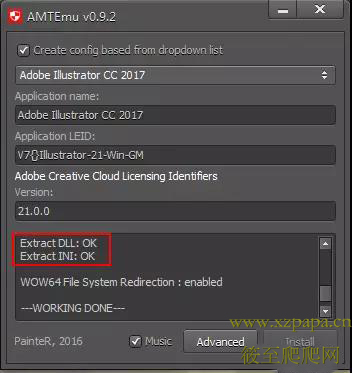 AMTEmu v0.9.2
Create config based from dropdown list
Adobe Illustrator CC 2017
Application name:
Adobe Illustrator CC 2017
Application LEID:
V7{}Illustrator-21-Win-GM
Adobe Creative Cloud Licensing Identifiers
Version:
21.0.0
Extract DLL: OK
Extract INI: OK
WOW64 File System Redirection : enabled
---WORKING DONE---
www.xzpapa.cn
PainteR, 2016
Music
Advanced
Install
爬爬网